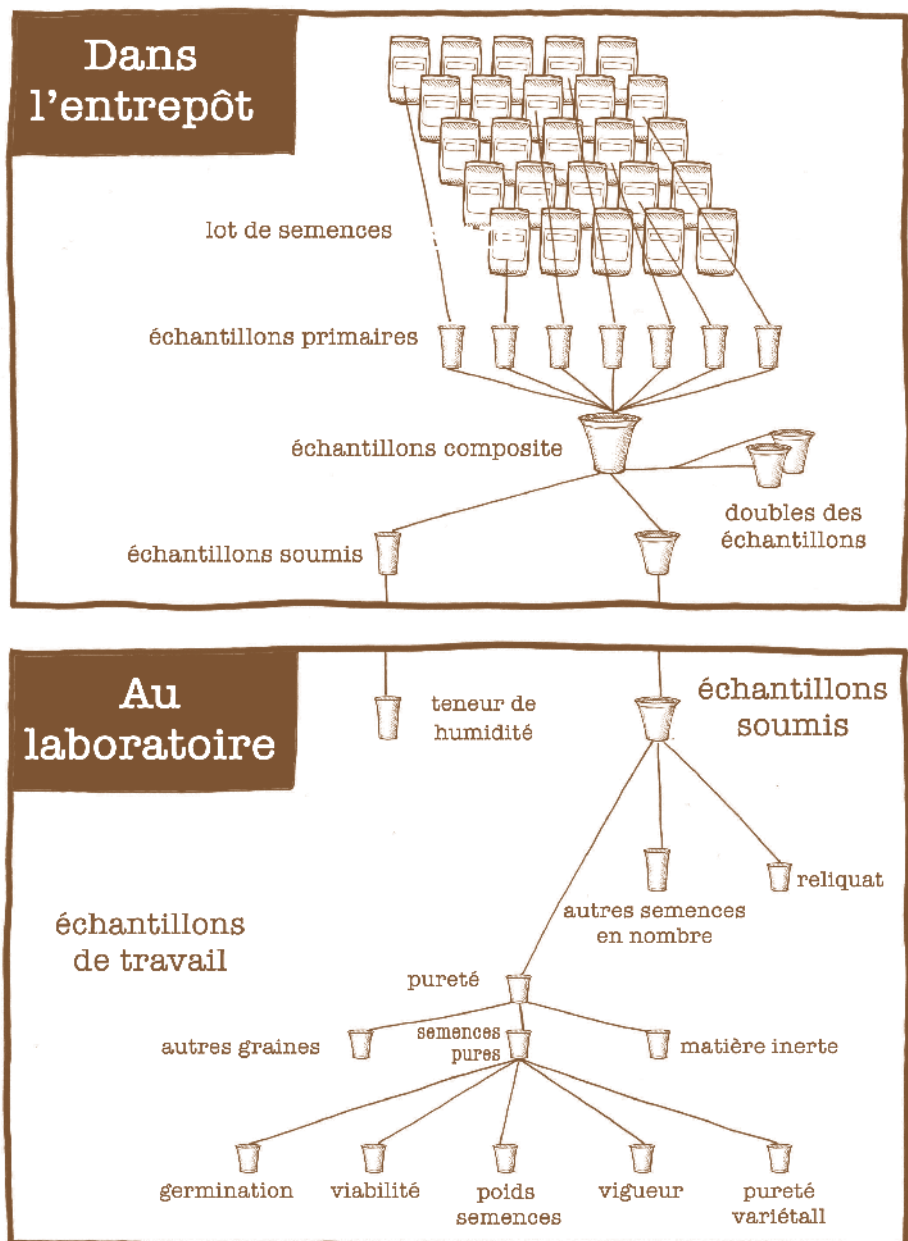 Dans
l'entrepôt
lot de semences
échantillons primaires
échantillons composite
doubles des
échantillons
échantillons soumis
Au
laboratoire
teneur de
humidité
échantillons
soumis
reliquat
autres semences
en nombre
échantillons
de travail
pureté
autres graines
semences
pures
matière inerte
germination
viabilité
poids
semences
vigueur
pureté
variétall